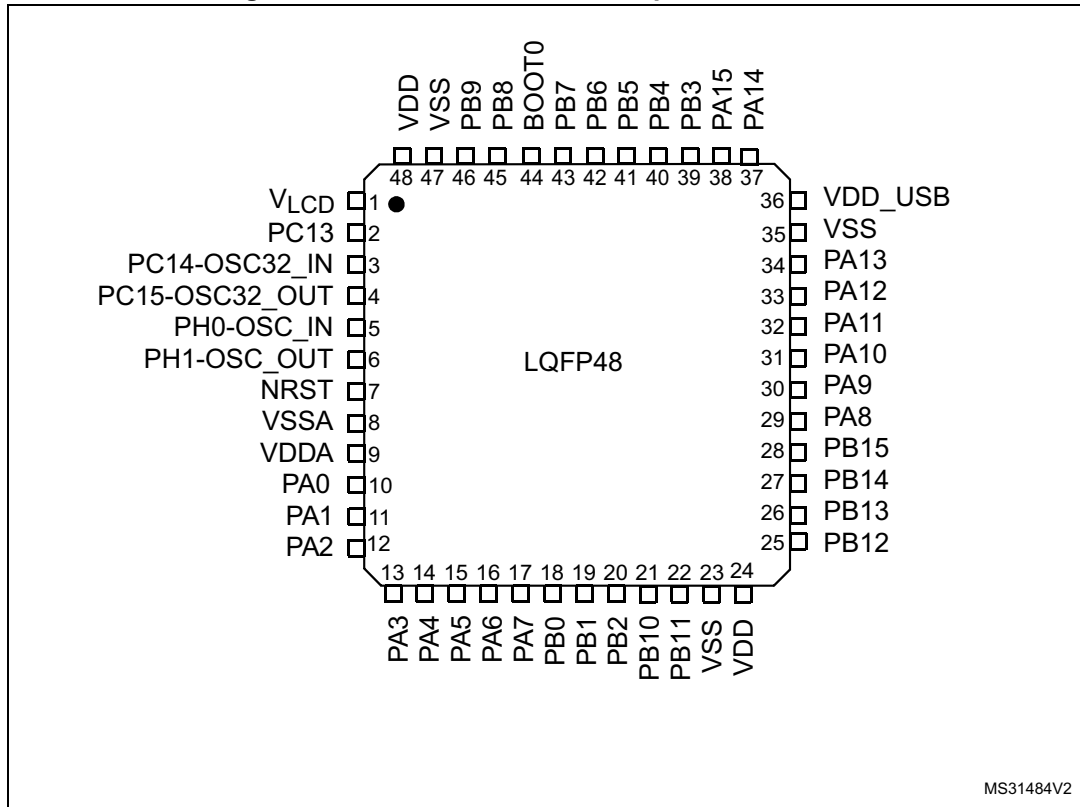 VDD
VSS
PB9
PB8
BOOT0
PB7
PB6
PB5
PB4
PB3
PA15
PA14
48 47 46 45 44 43 42 41 40 39 38 37
VLCD 1
PC13 2
PC14-OSC32_IN 3
PC15-OSC32_OUT 4
PH0-OSC_IN 5
PH1-OSC_OUT 6
NRST 7
VSSA 8
VDDA 9
PA0 10
PA1 11
PA2 12
LQFP48
36 VDD_USB
35 VSS
34 PA13
33 PA12
32 PA11
31 PA10
30 PA9
29 PA8
28 PB15
27 PB14
26 PB13
25 PB12
13 14 15 16 17 18 19 20 21 22 23 24
PA3
PA4
PA5
PA6
PA7
PB0
PB1
PB2
PB10
PB11
VSS
VDD
MS31484V2